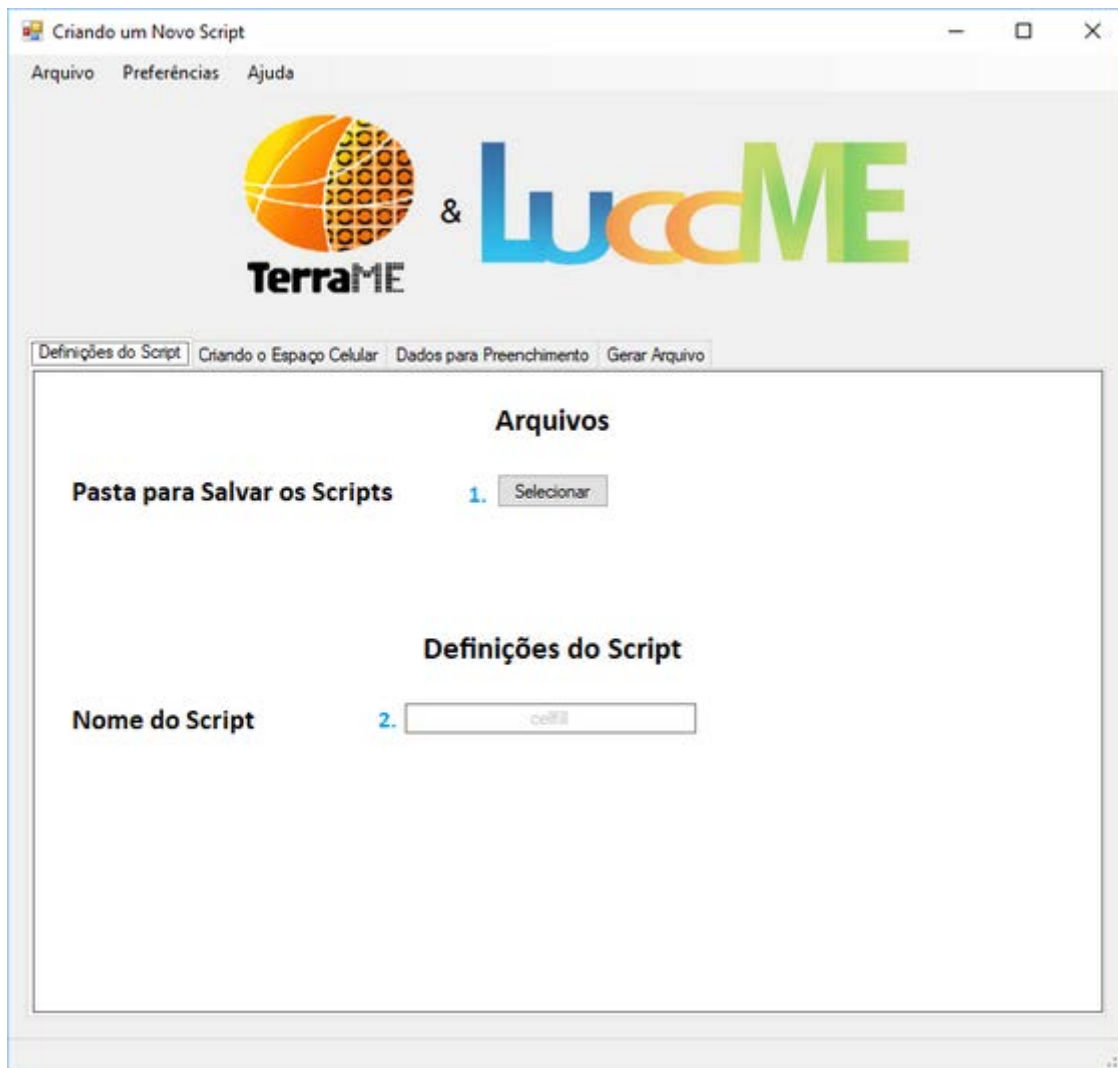 Criando um Novo Script
Arquivo Preferências Ajuda
TerraME & LuccME
Definições do Script Criando o Espaço Celular Dados para Preenchimento Gerar Arquivo
Arquivos
Pasta para Salvar os Scripts 1. Selecionar
Definições do Script
Nome do Script 2. cellfill